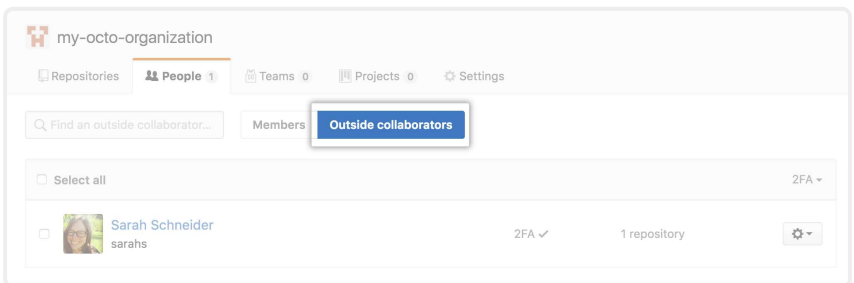 my-octo-organization
Repositories People 1 Teams 0 Projects 0 Settings
Find an outside collaborator... Members Outside collaborators
Select all 2FA
Sarah Schneider
sarahs
2FA ✓ 1 repository